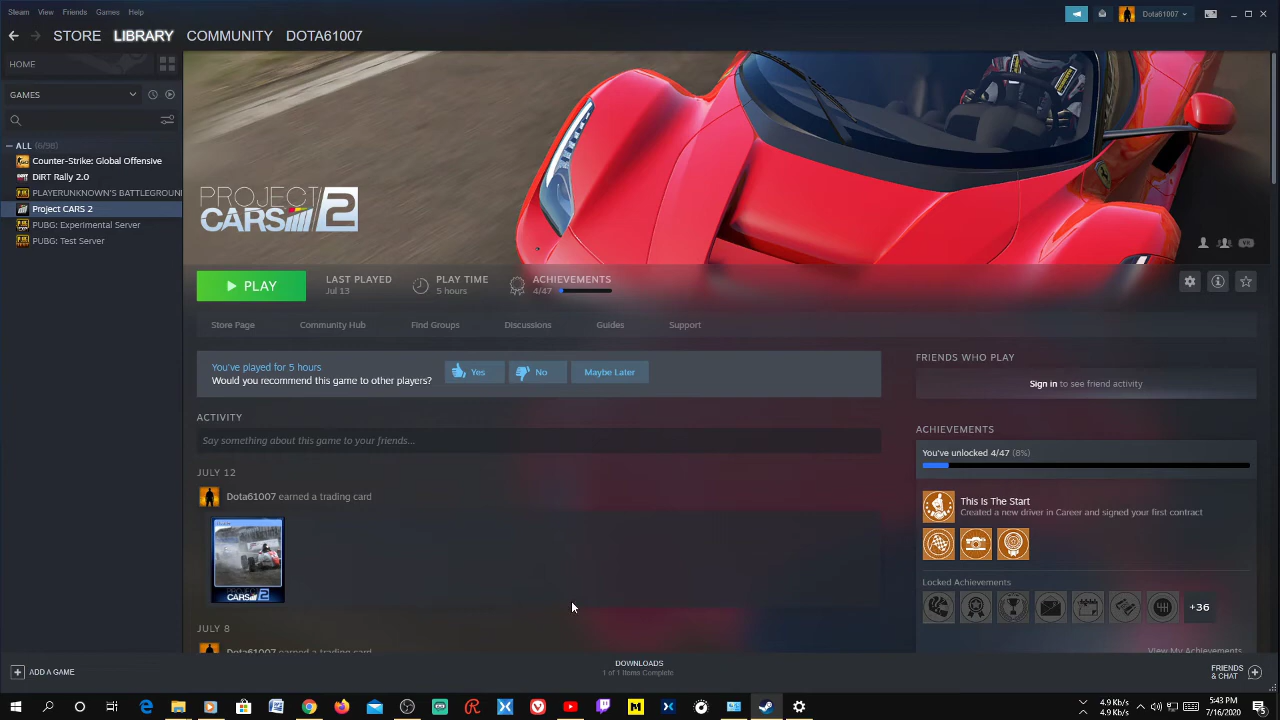 Steam View Friends Games Help
Dota61007
STORE LIBRARY COMMUNITY DOTA61007
HOME
GAMES
ALL (6/98)
Counter-Strike: Global Offensive
DIRT Rally 2.0
PLAYERUNKNOWN'S BATTLEGROUN
Project CARS 2
PUBG: Experimental Server
PUBG: Test Server
PROJECT
CARS 2
PLAY
LAST PLAYED
Jul 13
PLAY TIME
5 hours
ACHIEVEMENTS
4/47
Store Page Community Hub Find Groups Discussions Guides Support
You've played for 5 hours
Would you recommend this game to other players?
Yes No Maybe Later
ACTIVITY
Say something about this game to your friends...
JULY 12
Dota61007 earned a trading card
PROJECT
CARS 2
JULY 8
Dota61007 earned a trading card
FRIENDS WHO PLAY
Sign in to see friend activity
ACHIEVEMENTS
You've unlocked 4/47 (8%)
This Is The Start
Created a new driver in Career and signed your first contract
Locked Achievements
+36
View My Achievements
ADD A GAME
DOWNLOADS
1 of 1 Items Complete
FRIENDS
& CHAT
4.9 Kb/s
4.9 Kb/s
5:43 PM
7/16/2020